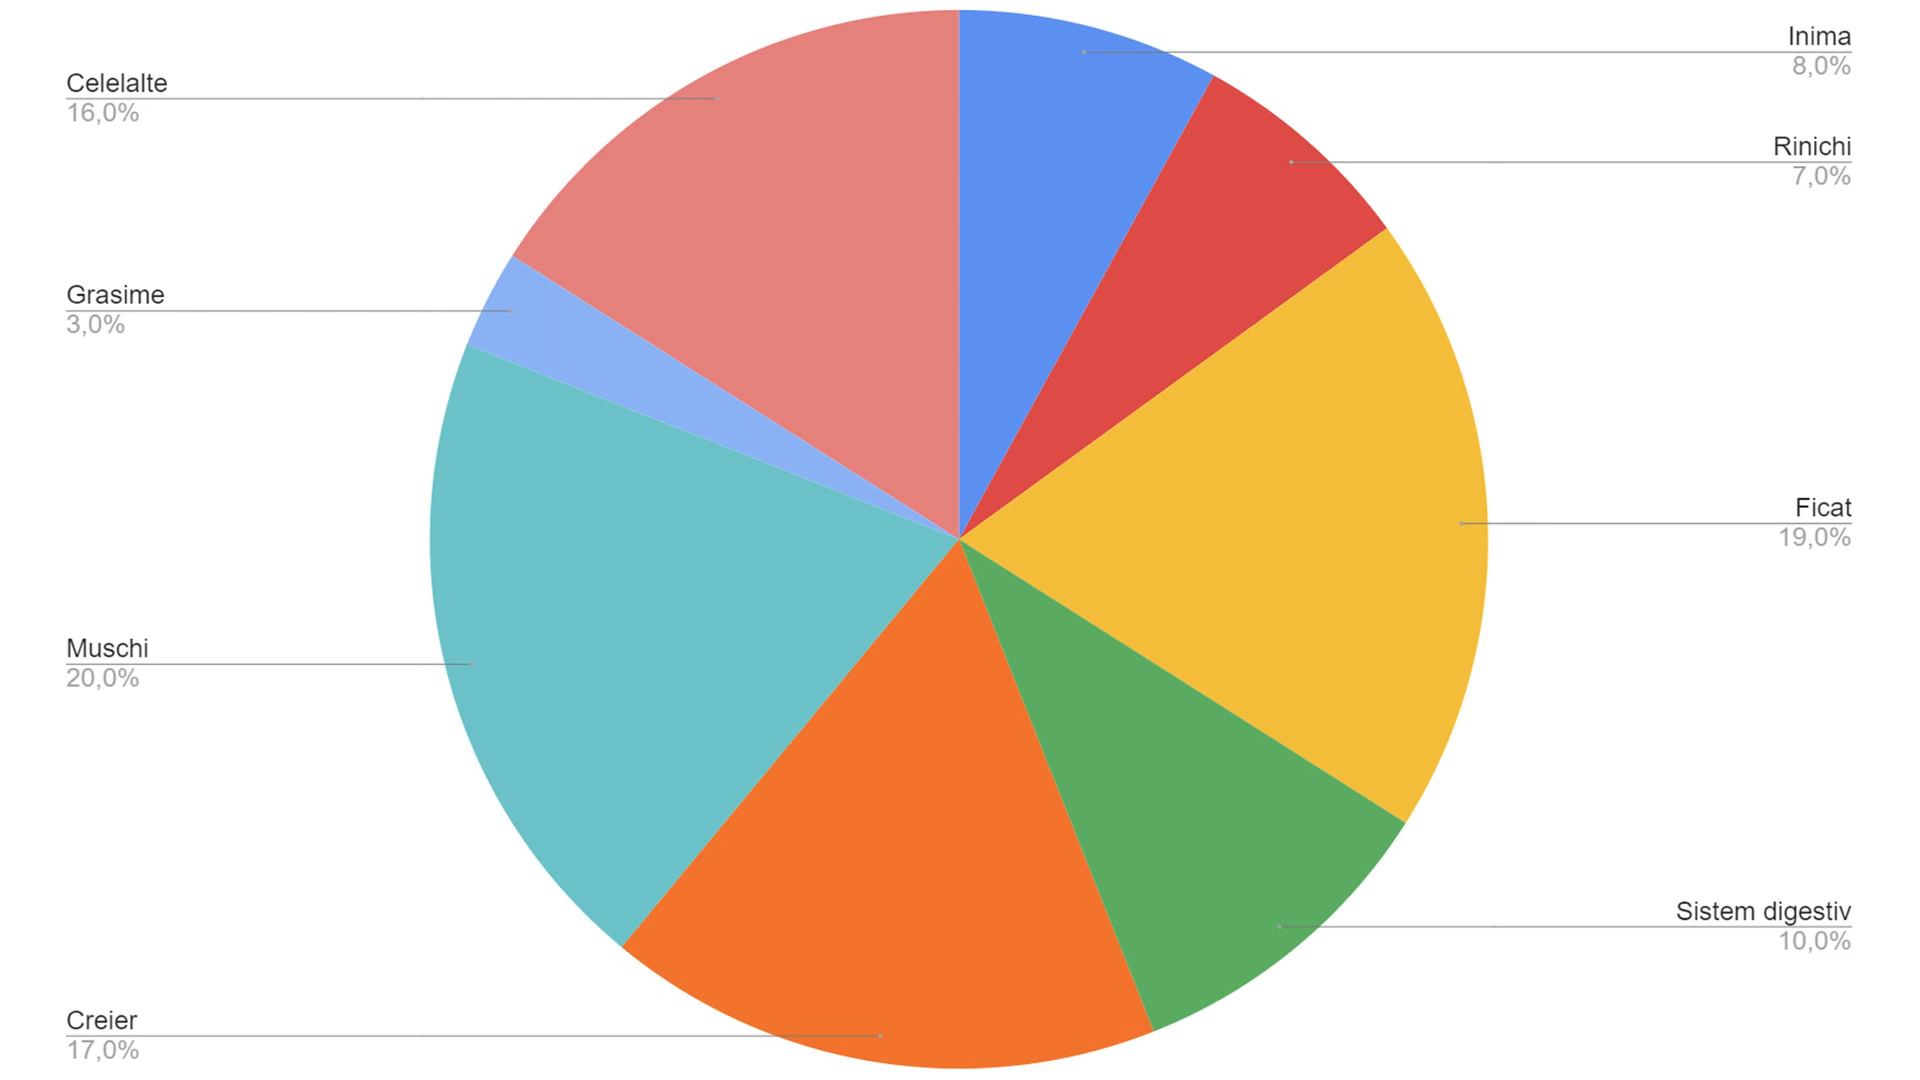 Inima
8,0%
Rinichi
7,0%
Ficat
19,0%
Sistem digestiv
10,0%
Celelalte
16,0%
Grasime
3,0%
Muschi
20,0%
Creier
17,0%